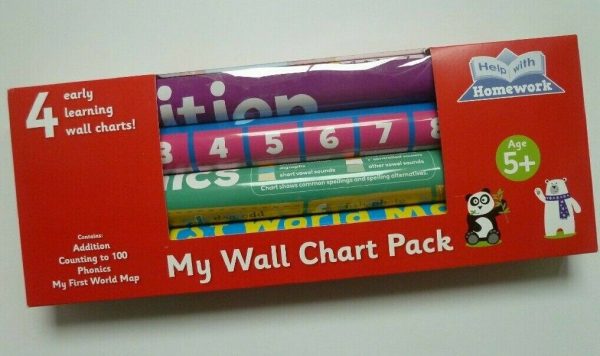 4
early
learning
wall charts!
Contains:
Addition
Counting to 100
Phonics
My First World Map
ition
3 4 5 6 7 8
ics
short vowel sounds
other vowel sounds
Chart shows common spellings and spelling alternatives.
rst World Ma
My Wall Chart Pack
Help with
Homework
Age
5+